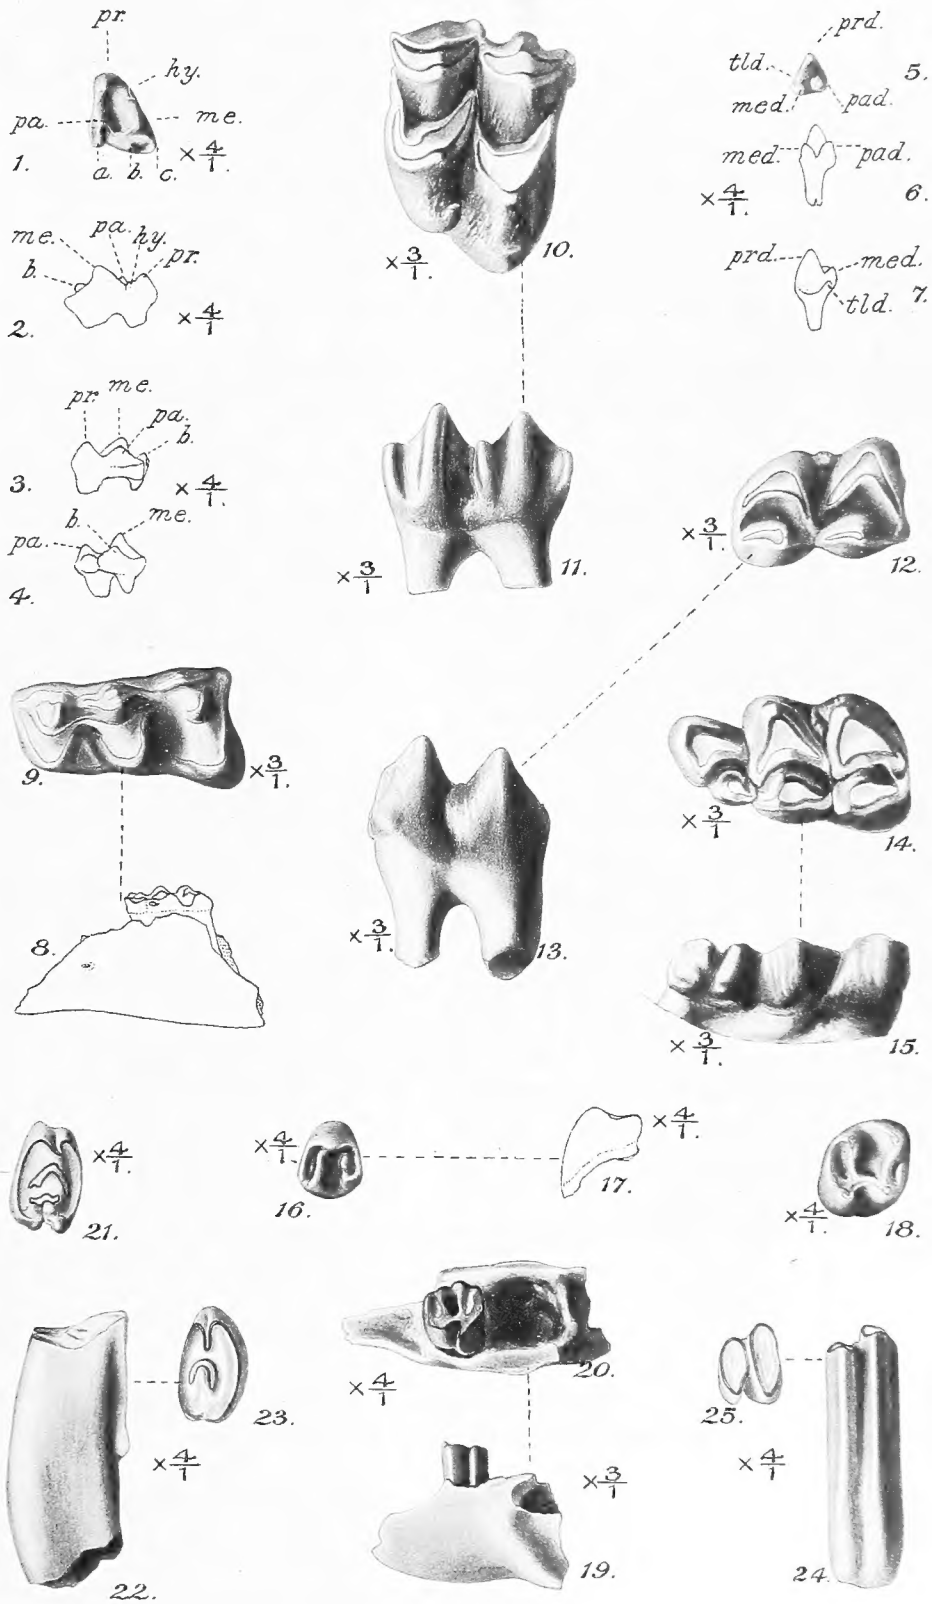 pr.
hy.
pa.
me.
1.
a. b. c.
×4/1.
me.
pa.
hy.
pr.
b.
2.
×4/1
pr.
me.
pa.
b.
3.
×4/1
b.
me.
pa.
4.
×3/1.
10.
×3/1
11.
prd.
tld.
5.
med.
pad.
med.
pad.
×4/1.
6.
prd.
med.
tld.
7.
×3/1.
12.
9.
×3/1.
8.
×3/1.
13.
×3/1
14.
×3/1.
15.
×4/1.
21.
×4/1.
16.
×4/1.
17.
×4/1
18.
22.
23.
×4/1
×4/1
20.
×3/1
19.
25.
×4/1
24.